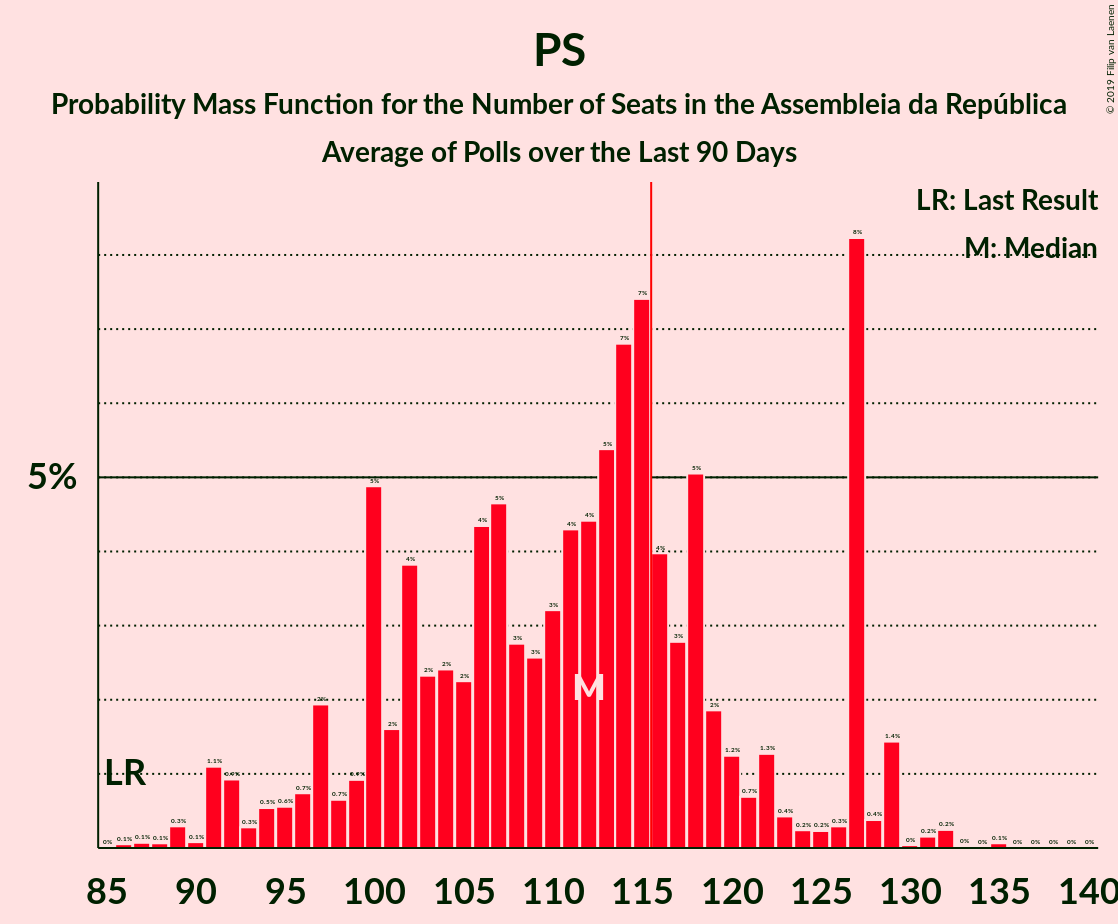 PS
Probability Mass Function for the Number of Seats in the Assembleia da República
Average of Polls over the Last 90 Days
© 2019 Filip van Laenen
LR: Last Result
M: Median
5%
LR
M
0% 0.1% 0.1% 0.1% 0.3% 0.1% 1.1% 0.9% 0.3% 0.5% 0.6% 0.7% 2% 0.7% 0.9% 5% 2% 4% 2% 2% 2% 4% 5% 3% 3% 3% 4% 4% 5% 7% 7% 4% 3% 5% 2% 1.2% 0.7% 1.3% 0.4% 0.2% 0.2% 0.3% 8% 0.4% 1.4% 0% 0.2% 0.2% 0% 0% 0.1% 0% 0% 0% 0% 0%
85 90 95 100 105 110 115 120 125 130 135 140